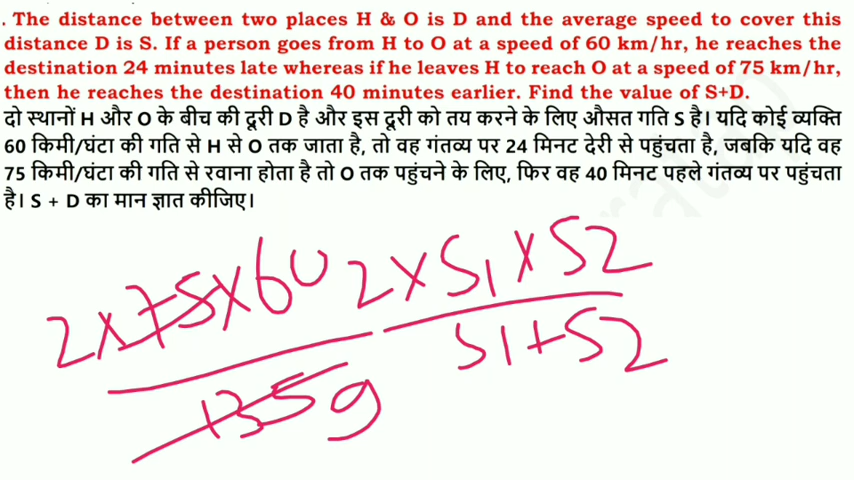 . The distance between two places H & O is D and the average speed to cover this
distance D is S. If a person goes from H to O at a speed of 60 km/hr, he reaches the
destination 24 minutes late whereas if he leaves H to reach O at a speed of 75 km/hr,
then he reaches the destination 40 minutes earlier. Find the value of S+D.
दो स्थानों H और O के बीच की दूरी D है और इस दूरी को तय करने के लिए औसत गति S है। यदि कोई व्यक्ति
60 किमी/घंटा की गति से H से O तक जाता है, तो वह गंतव्य पर 24 मिनट देरी से पहुंचता है, जबकि यदि वह
75 किमी/घंटा की गति से रवाना होता है तो O तक पहुंचने के लिए, फिर वह 40 मिनट पहले गंतव्य पर पहुंचता
है। S + D का मान ज्ञात कीजिए।
2×75×60 2×S1×S2
135 9 S1+S2